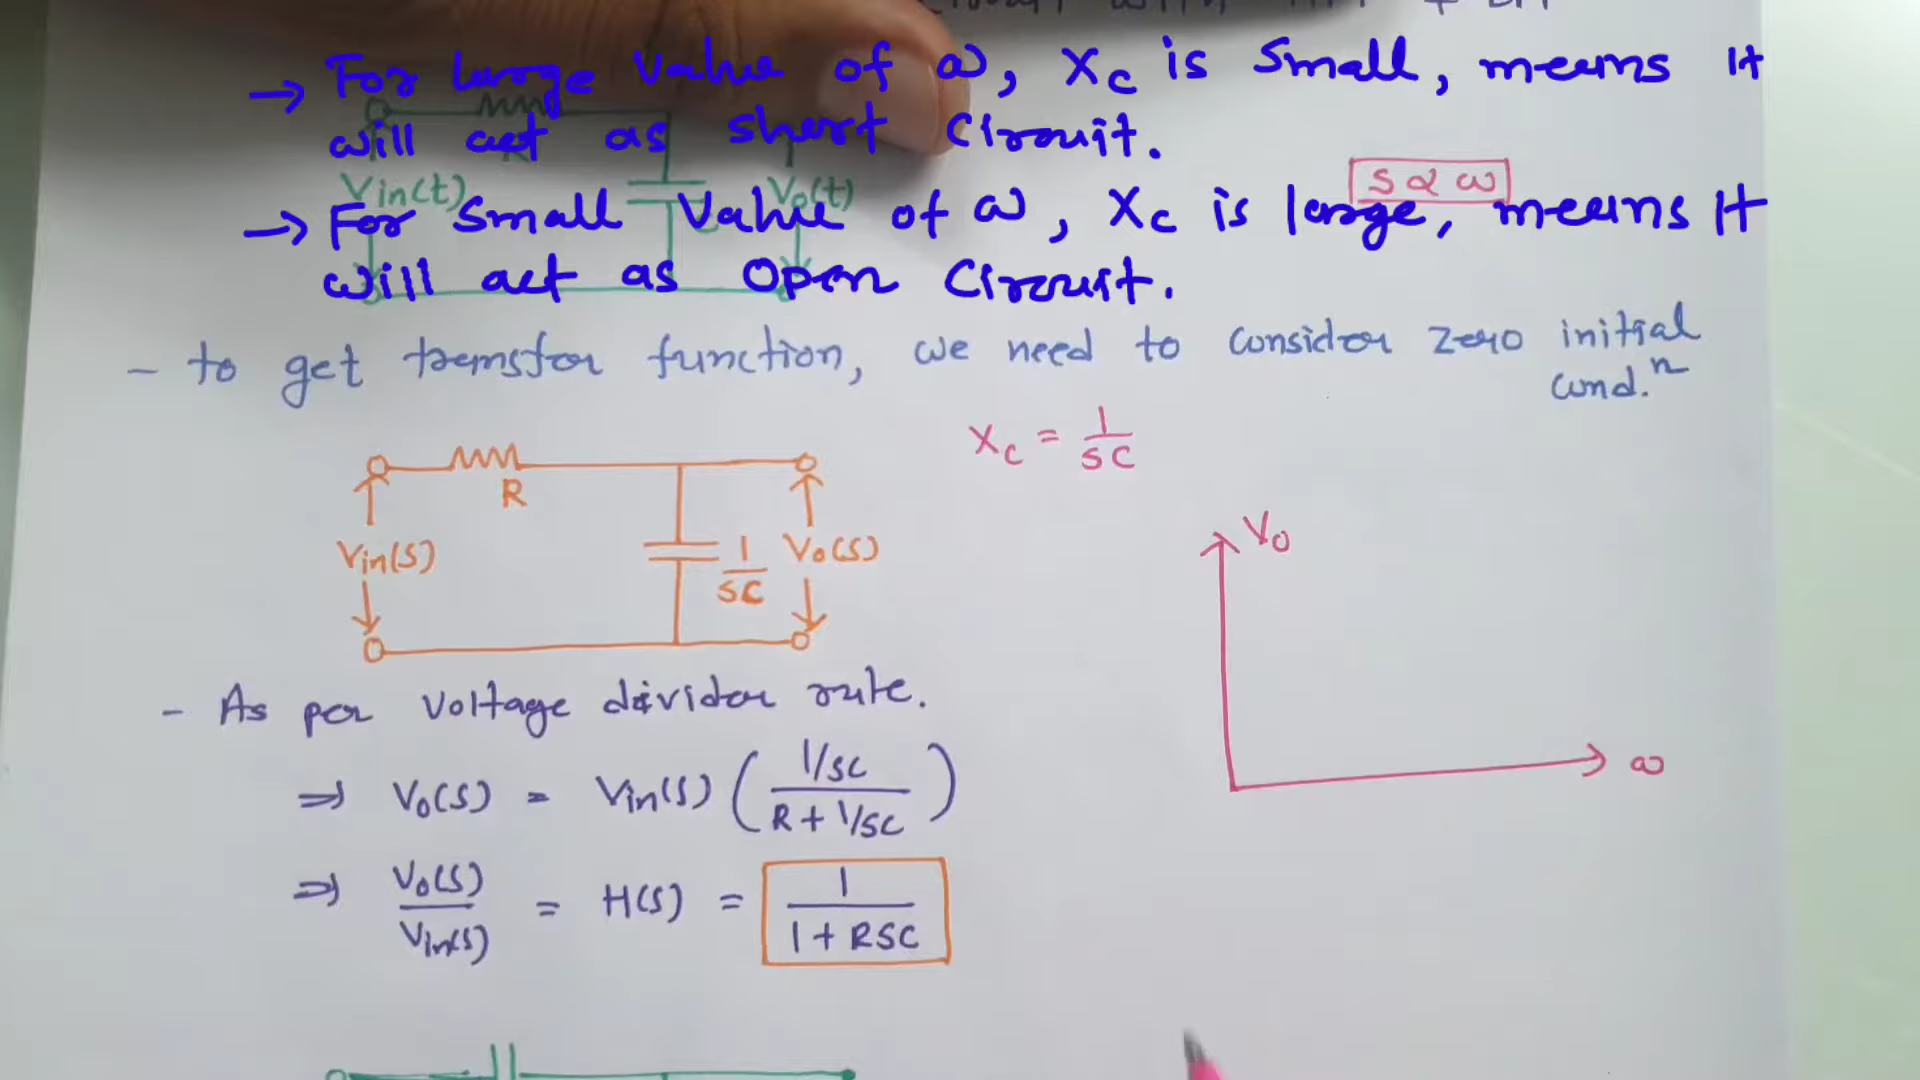 → For large Value of ω, Xc is Small, means It
will act as short Circuit.
Vin(t) Vo(t)
S α ω
→ For Small Value of ω, Xc is large, means It
will act as Open Circuit.
- to get transfer function, we need to consider zero initial
cond.ⁿ
Xc = 1/SC
R
Vin(S) 1/SC Vo(S)
Vo
ω
- As per Voltage divider rule.
⇒ Vo(S) = Vin(S) ( (1/SC) / (R + 1/SC) )
⇒ Vo(S)/Vin(S) = H(S) = 1/(1 + RSC)